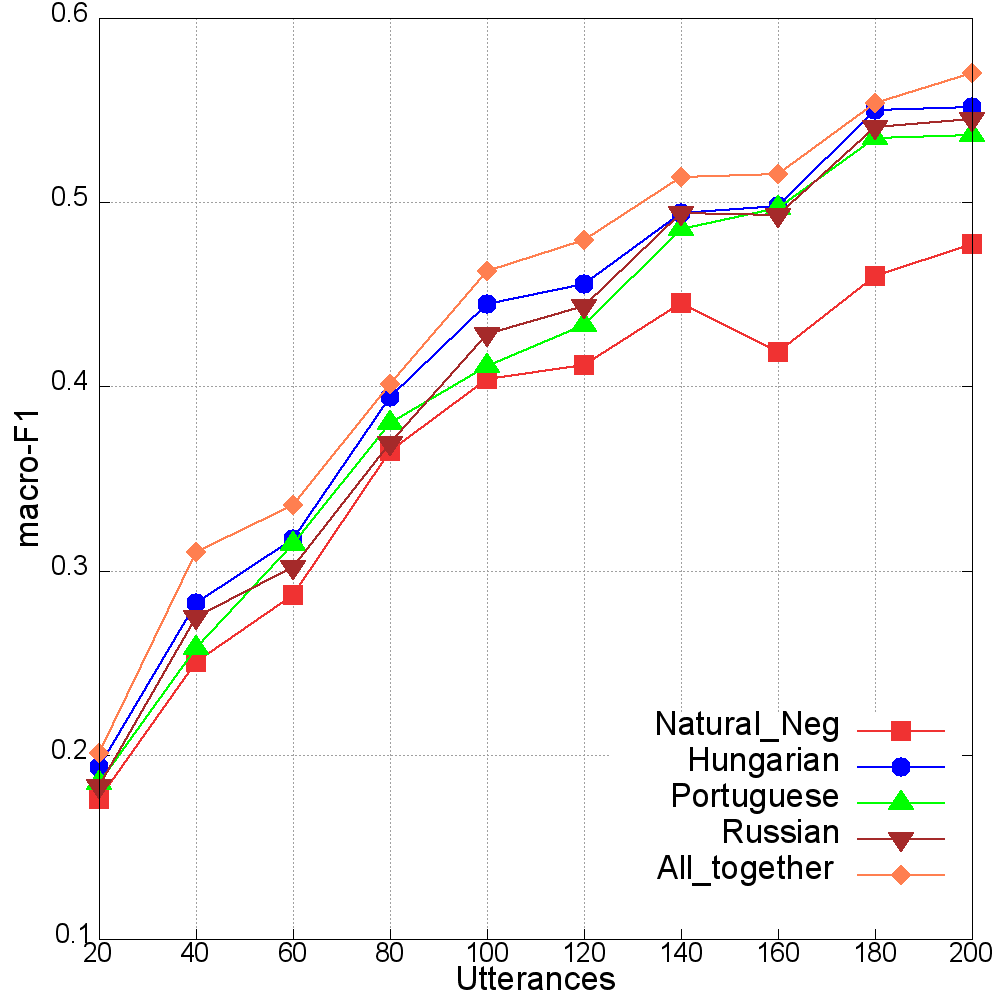 0.6
0.5
0.4
0.3
0.2
0.1
macro-F1
Natural_Neg
Hungarian
Portuguese
Russian
All_together
20 40 60 80 100 120 140 160 180 200
Utterances